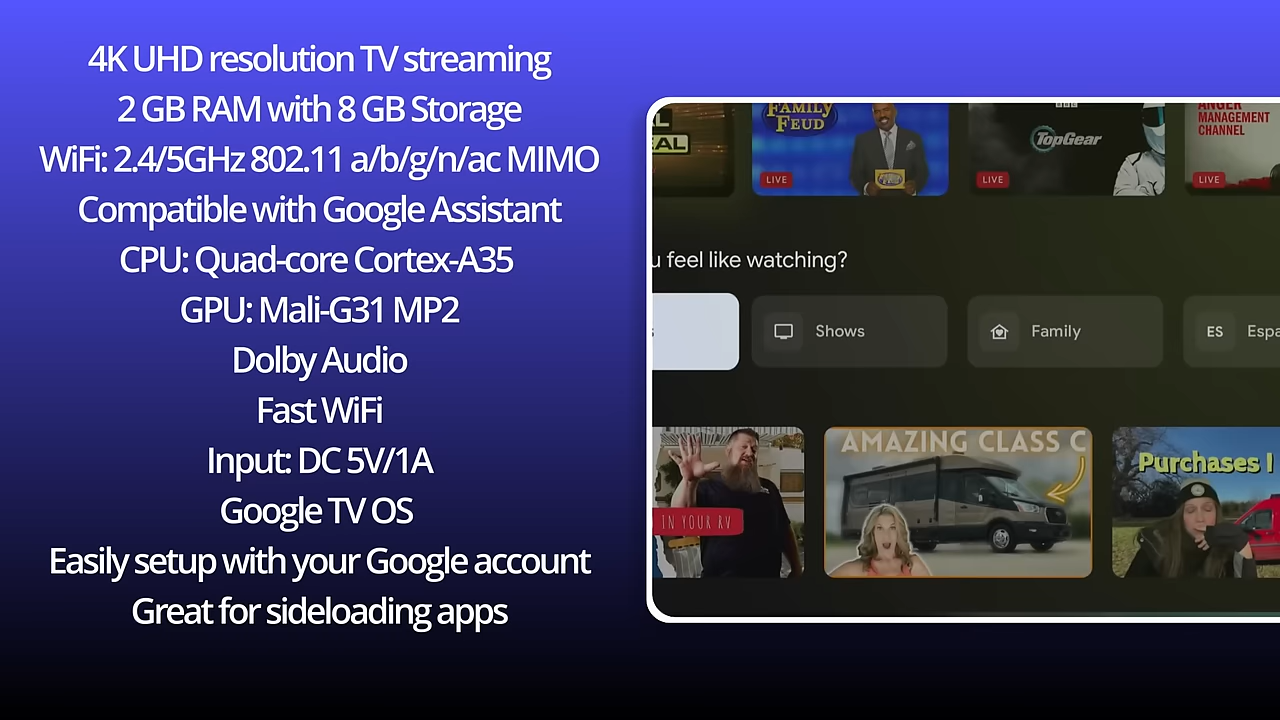 4K UHD resolution TV streaming
2 GB RAM with 8 GB Storage
WiFi: 2.4/5GHz 802.11 a/b/g/n/ac MIMO
Compatible with Google Assistant
CPU: Quad-core Cortex-A35
GPU: Mali-G31 MP2
Dolby Audio
Fast WiFi
Input: DC 5V/1A
Google TV OS
Easily setup with your Google account
Great for sideloading apps
FAMILY
FEUD
LIVE
TopGear
LIVE
ANGER
MANAGEMENT
CHANNEL
LIVE
feel like watching?
Shows
Family
ES
IN YOUR RV
AMAZING CLASS C
Purchases I